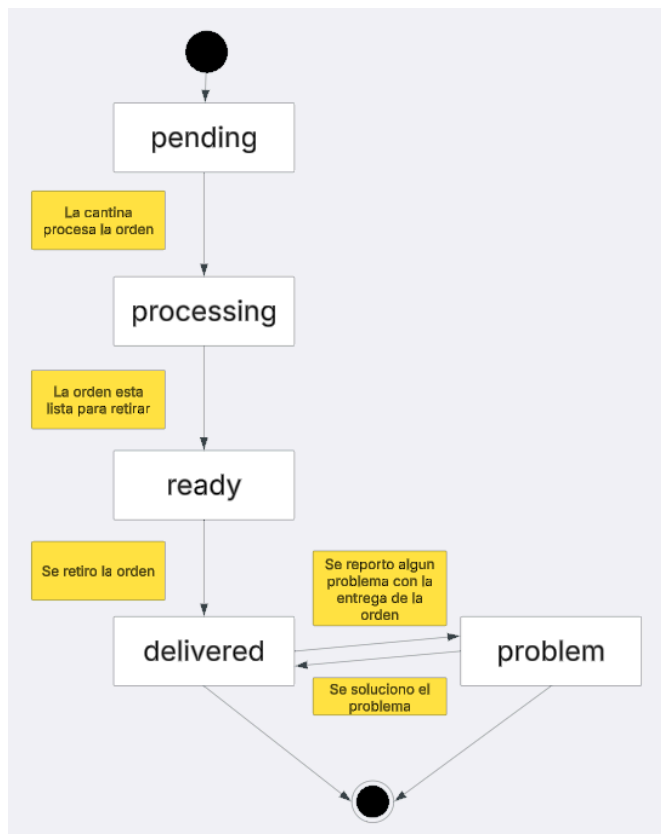 pending
La cantina
procesa la orden
processing
La orden esta
lista para retirar
ready
Se retiro la orden
Se reporto algun
problema con la
entrega de la
orden
delivered
problem
Se soluciono el
problema